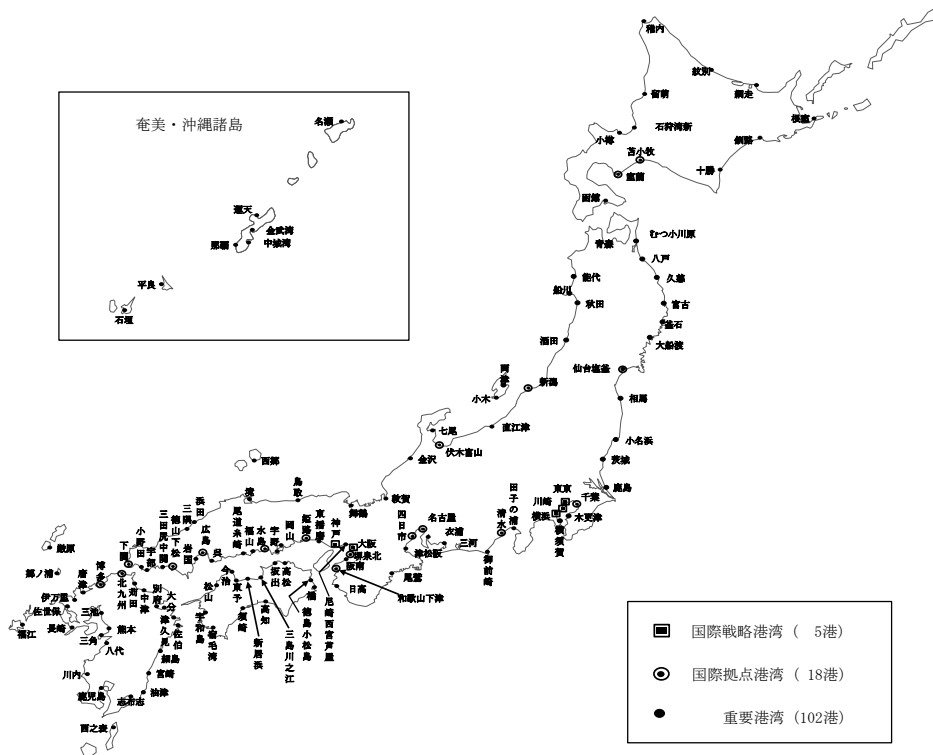 奄美・沖縄諸島
名瀬
運天
金武湾
那覇
中城湾
平良
石垣
稚内
紋別
網走
留萌
根室
石狩湾新
小樽
釧路
苫小牧
十勝
室蘭
函館
むつ小川原
青森
八戸
能代
久慈
船川
秋田
宮古
釜石
大船渡
酒田
仙台塩釜
両津
新潟
小木
相馬
七尾
直江津
伏木富山
小名浜
金沢
茨城
西郷
鹿島
敦賀
舞鶴
鳥取
境
浜田
三隅
東京
川崎
千葉
横浜
木更津
横須賀
田子の浦
清水
御前崎
名古屋
四日市
衣浦
三河
津松阪
尾鷲
神戸
大阪
堺泉北
阪南
和歌山下津
日高
東播磨
姫路
岡山
宇野
水島
福山
尾道糸崎
呉
広島
岩国
徳山下松
三田尻中関
宇部
小野田
下関
高松
坂出
橘
徳島小松島
尼崎西宮芦屋
三島川之江
新居浜
東予
今治
松山
高知
須崎
宿毛湾
宇和島
厳原
郷ノ浦
博多
唐津
伊万里
佐世保
北九州
苅田
中津
別府
大分
津久見
佐伯
細島
三池
福江
長崎
熊本
三角
八代
川内
宮崎
鹿児島
志布志
油津
西之表
国際戦略港湾（ 5港）
国際拠点港湾（ 18港）
重要港湾（102港）